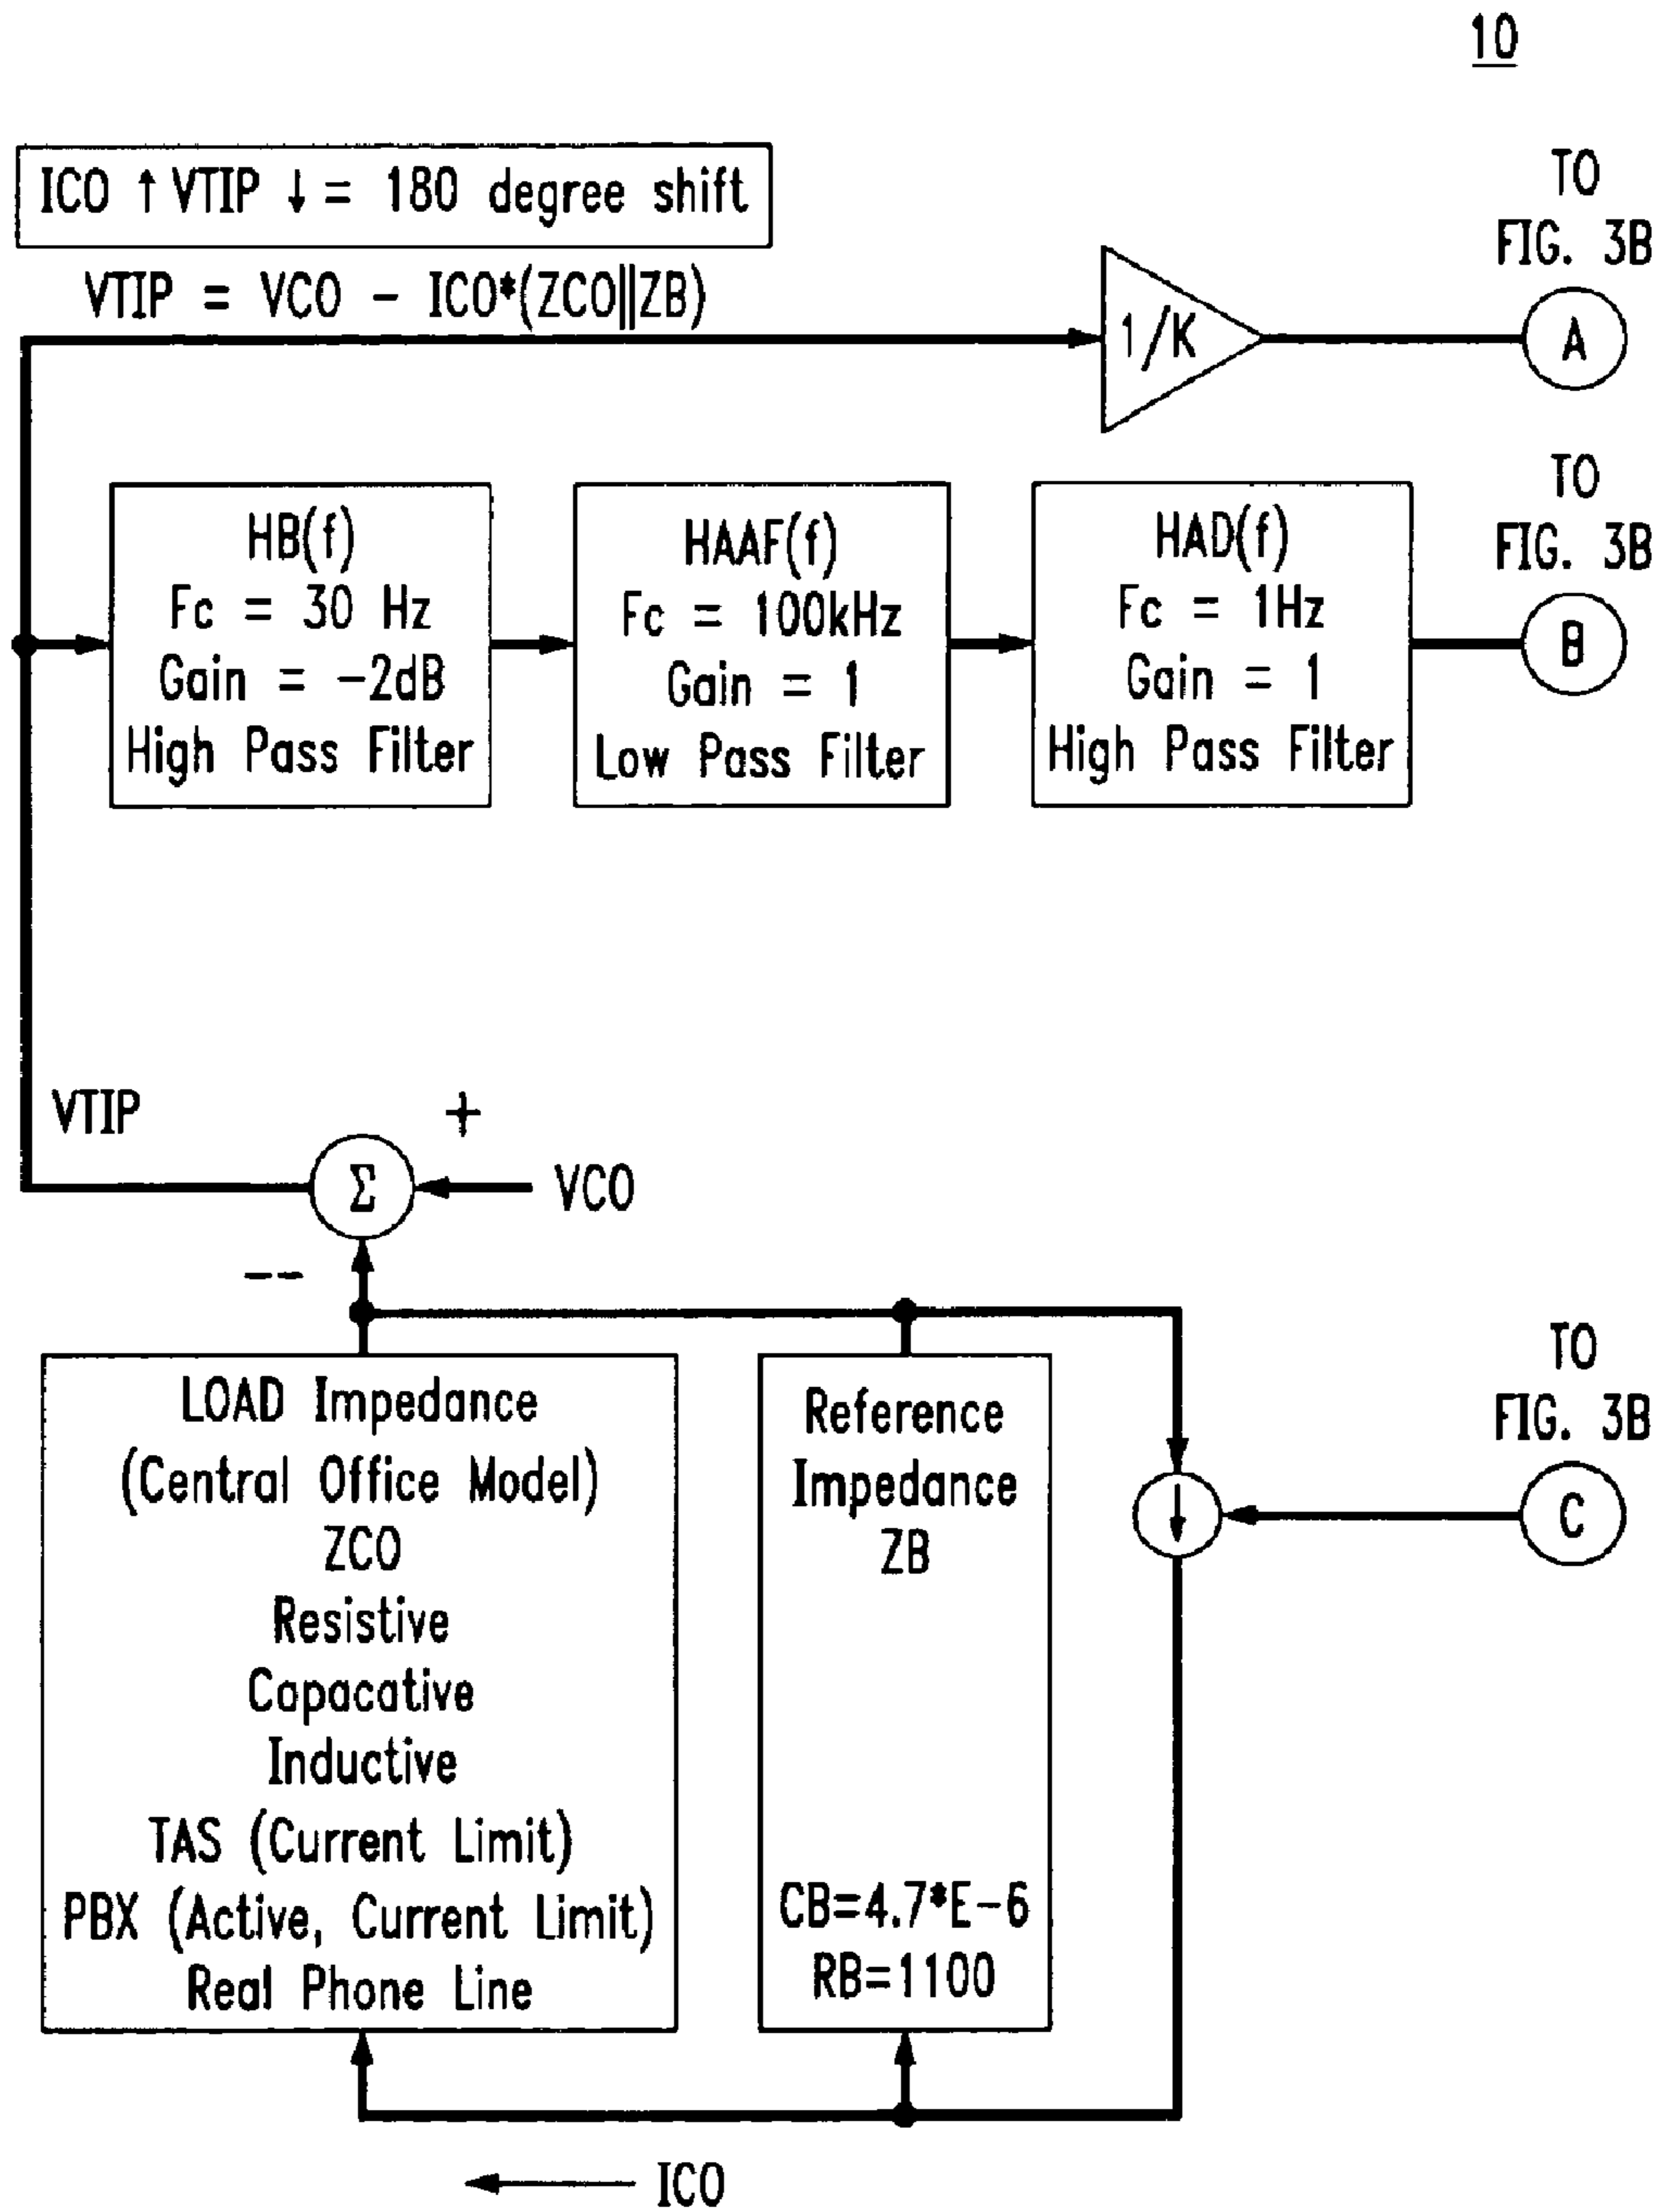 10
ICO ↑ VTIP ↓ = 180 degree shift
VTIP = VCO - ICO*(ZCO||ZB)
1/K
TO
FIG. 3B
A
HB(f)
Fc = 30 Hz
Gain = -2dB
High Pass Filter
HAAF(f)
Fc = 100kHz
Gain = 1
Low Pass Filter
HAD(f)
Fc = 1Hz
Gain = 1
High Pass Filter
TO
FIG. 3B
B
VTIP
+
Σ
VCO
--
LOAD Impedance
(Central Office Model)
ZCO
Resistive
Capacative
Inductive
TAS (Current Limit)
PBX (Active, Current Limit)
Real Phone Line
Reference
Impedance
ZB
CB=4.7*E-6
RB=1100
TO
FIG. 3B
C
ICO